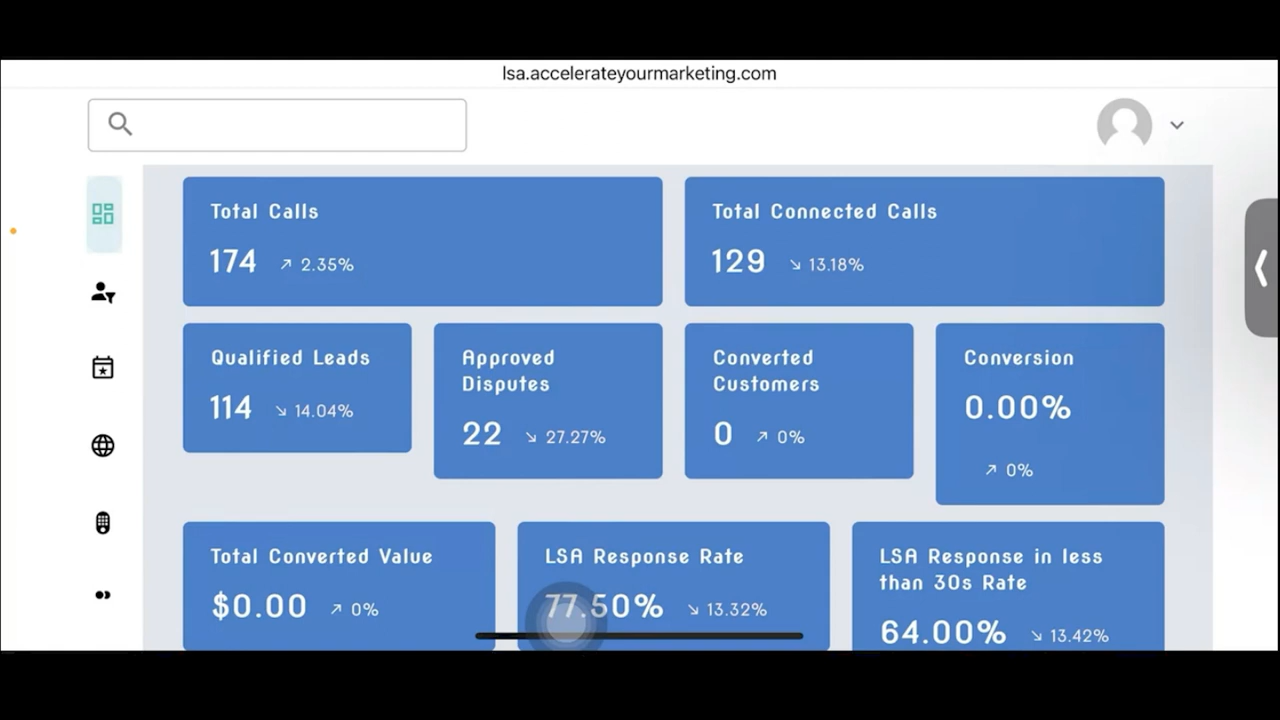 lsa.accelerateyourmarketing.com
Total Calls
174 ↗ 2.35%
Total Connected Calls
129 ↘ 13.18%
Qualified Leads
114 ↘ 14.04%
Approved
Disputes
22 ↘ 27.27%
Converted
Customers
0 ↗ 0%
Conversion
0.00%
↗ 0%
Total Converted Value
$0.00 ↗ 0%
LSA Response Rate
77.50% ↘ 13.32%
LSA Response in less
than 30s Rate
64.00% ↘ 13.42%